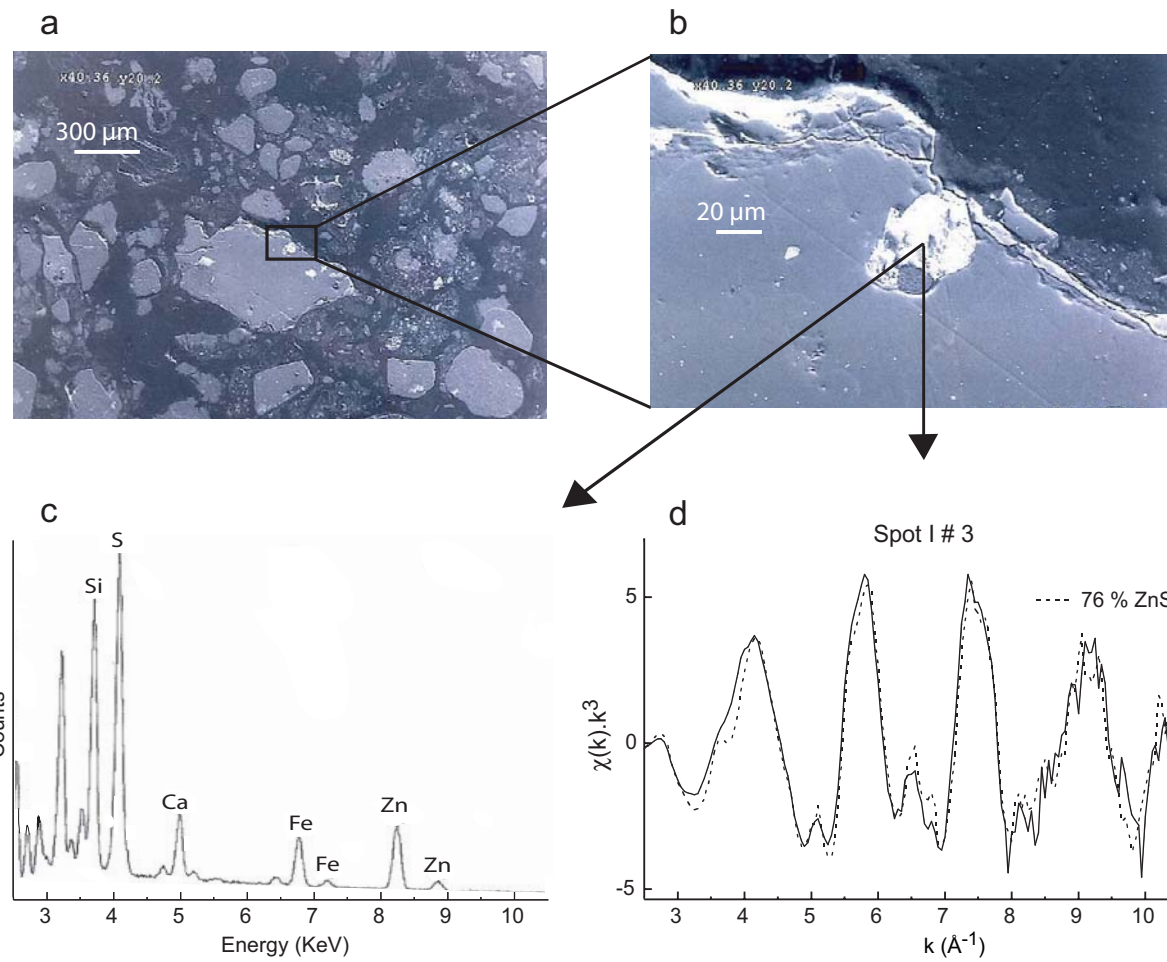 a
b
x40.36 y20.2
300 µm
x40.36 y20.2
20 µm
c
d
Spot I # 3
S
Si
Ca
Fe
Fe
Zn
Zn
76 % ZnS
5
0
-5
χ(k).k³
Counts
3 4 5 6 7 8 9 10
Energy (KeV)
3 4 5 6 7 8 9 10
k (Å⁻¹)